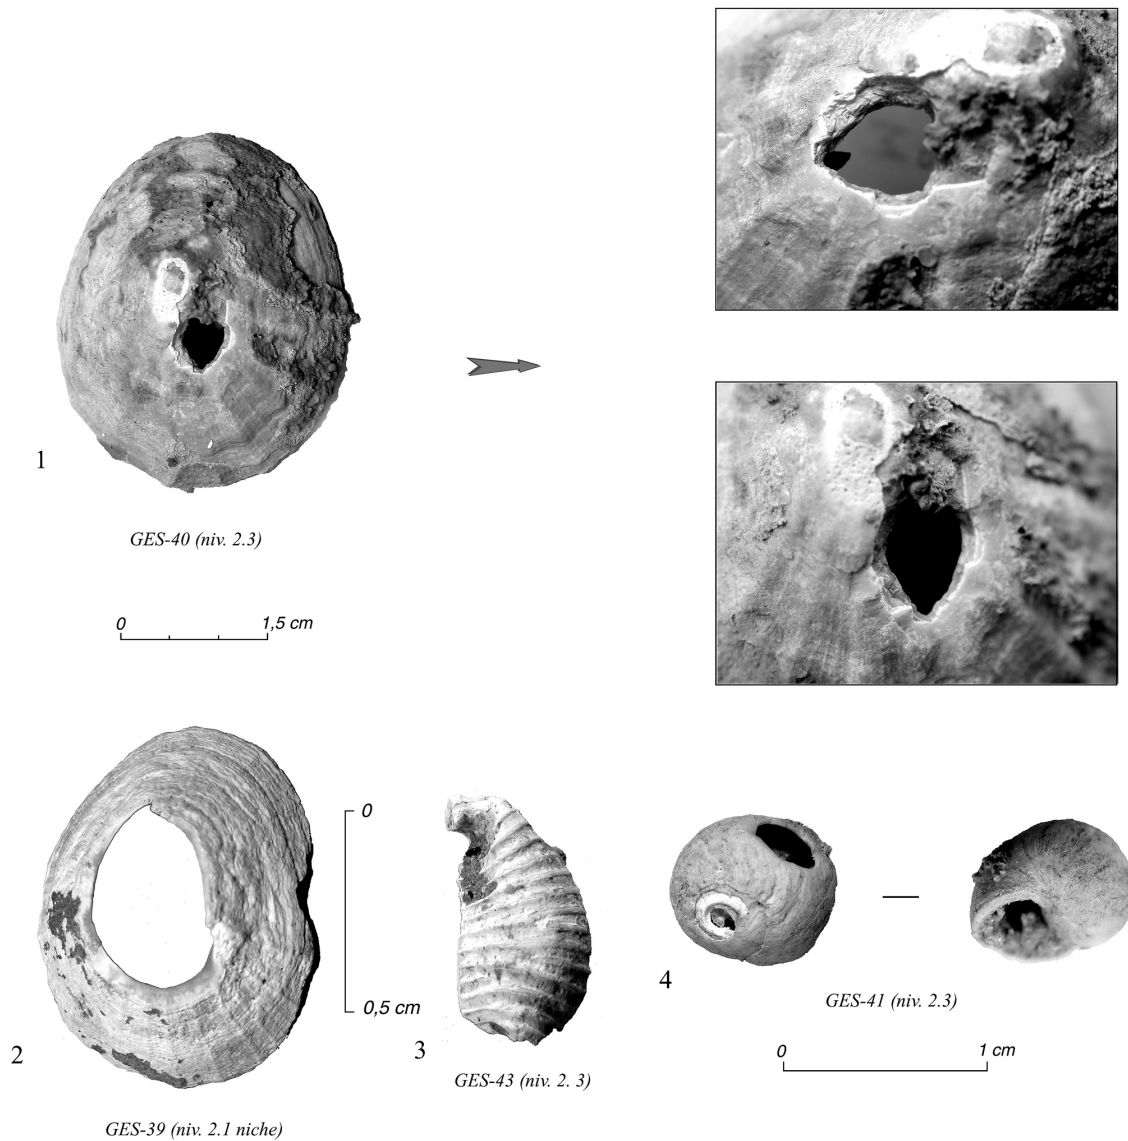 1
GES-40 (niv. 2.3)
0 1,5 cm
2
GES-39 (niv. 2.1 niche)
0
0,5 cm
3
GES-43 (niv. 2. 3)
4
GES-41 (niv. 2.3)
0 1 cm